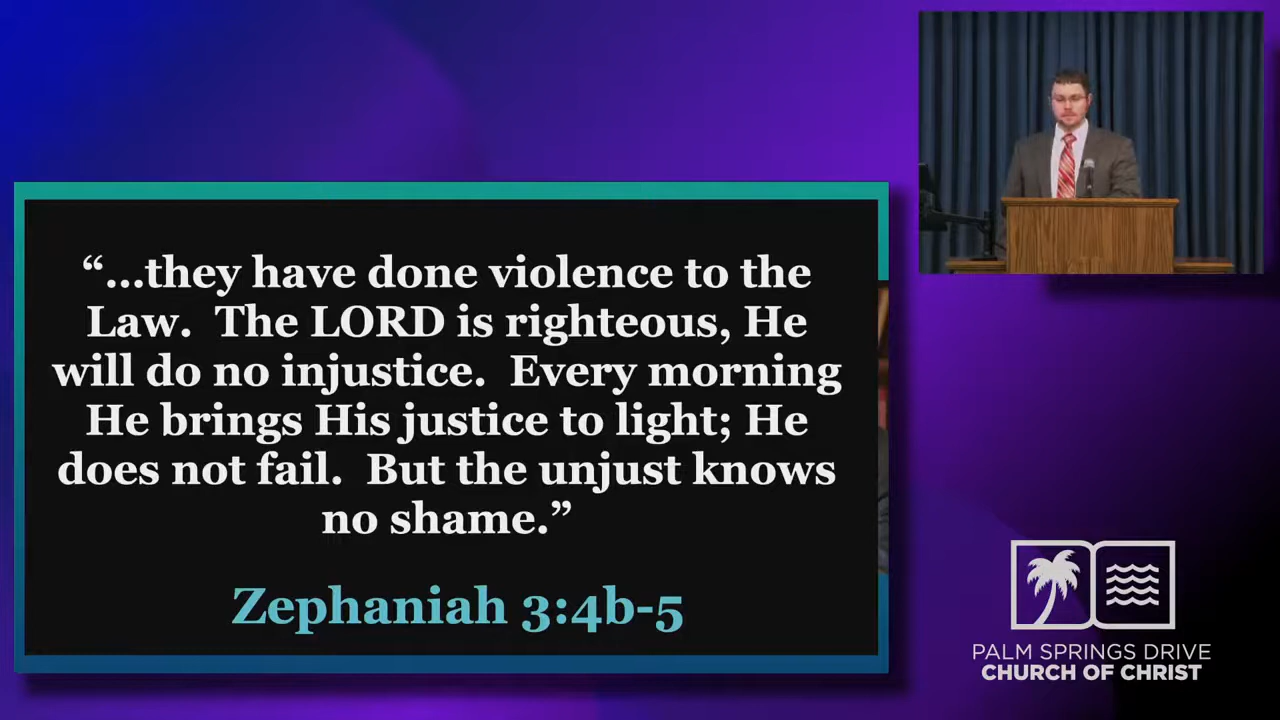 “...they have done violence to the
Law.  The LORD is righteous, He
will do no injustice.  Every morning
He brings His justice to light; He
does not fail.  But the unjust knows
no shame.”
Zephaniah 3:4b-5
PALM SPRINGS DRIVE
CHURCH OF CHRIST